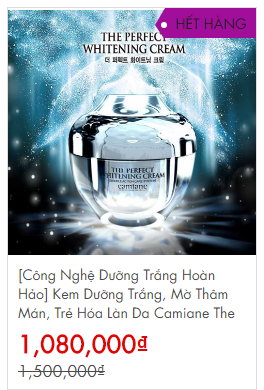 HẾT HÀNG
THE PERFECT
WHITENING CREAM
더 퍼펙트 화이트닝 크림
THE PERFECT
WHITENING CREAM
camiane
[Công Nghệ Dưỡng Trắng Hoàn
Hảo] Kem Dưỡng Trắng, Mờ Thâm
Mán, Trẻ Hóa Làn Da Camiane The
1,080,000₫
1,500,000₫